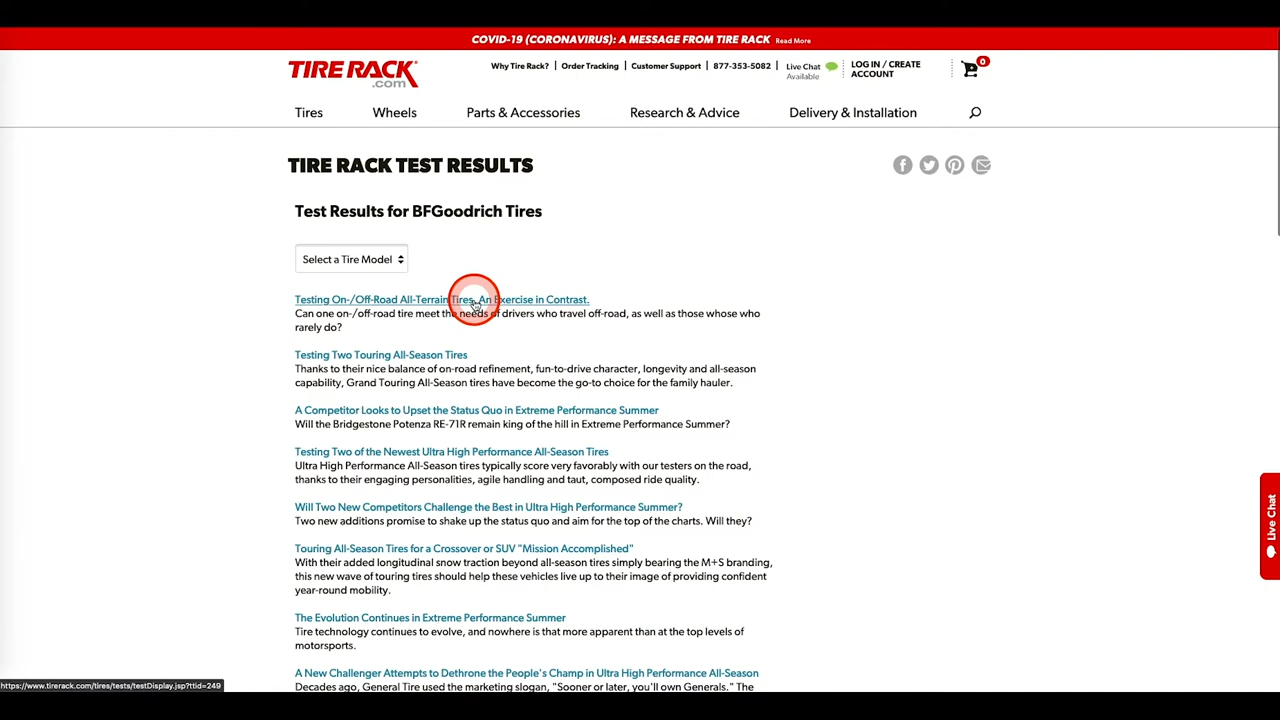 COVID-19 (CORONAVIRUS): A MESSAGE FROM TIRE RACK Read More
TIRE RACK
.com
Why Tire Rack? Order Tracking Customer Support 877-353-5082 Live Chat Available LOG IN / CREATE ACCOUNT 0
Tires Wheels Parts & Accessories Research & Advice Delivery & Installation
TIRE RACK TEST RESULTS
Test Results for BFGoodrich Tires
Select a Tire Model
Testing On-/Off-Road All-Terrain Tires, An Exercise in Contrast.
Can one on-/off-road tire meet the needs of drivers who travel off-road, as well as those whose who
rarely do?
Testing Two Touring All-Season Tires
Thanks to their nice balance of on-road refinement, fun-to-drive character, longevity and all-season
capability, Grand Touring All-Season tires have become the go-to choice for the family hauler.
A Competitor Looks to Upset the Status Quo in Extreme Performance Summer
Will the Bridgestone Potenza RE-71R remain king of the hill in Extreme Performance Summer?
Testing Two of the Newest Ultra High Performance All-Season Tires
Ultra High Performance All-Season tires typically score very favorably with our testers on the road,
thanks to their engaging personalities, agile handling and taut, composed ride quality.
Will Two New Competitors Challenge the Best in Ultra High Performance Summer?
Two new additions promise to shake up the status quo and aim for the top of the charts. Will they?
Touring All-Season Tires for a Crossover or SUV "Mission Accomplished"
With their added longitudinal snow traction beyond all-season tires simply bearing the M+S branding,
this new wave of touring tires should help these vehicles live up to their image of providing confident
year-round mobility.
The Evolution Continues in Extreme Performance Summer
Tire technology continues to evolve, and nowhere is that more apparent than at the top levels of
motorsports.
A New Challenger Attempts to Dethrone the People's Champ in Ultra High Performance All-Season
Decades ago, General Tire used the marketing slogan, "Sooner or later, you'll own Generals." The
Live Chat
https://www.tirerack.com/tires/tests/testDisplay.jsp?ttid=249